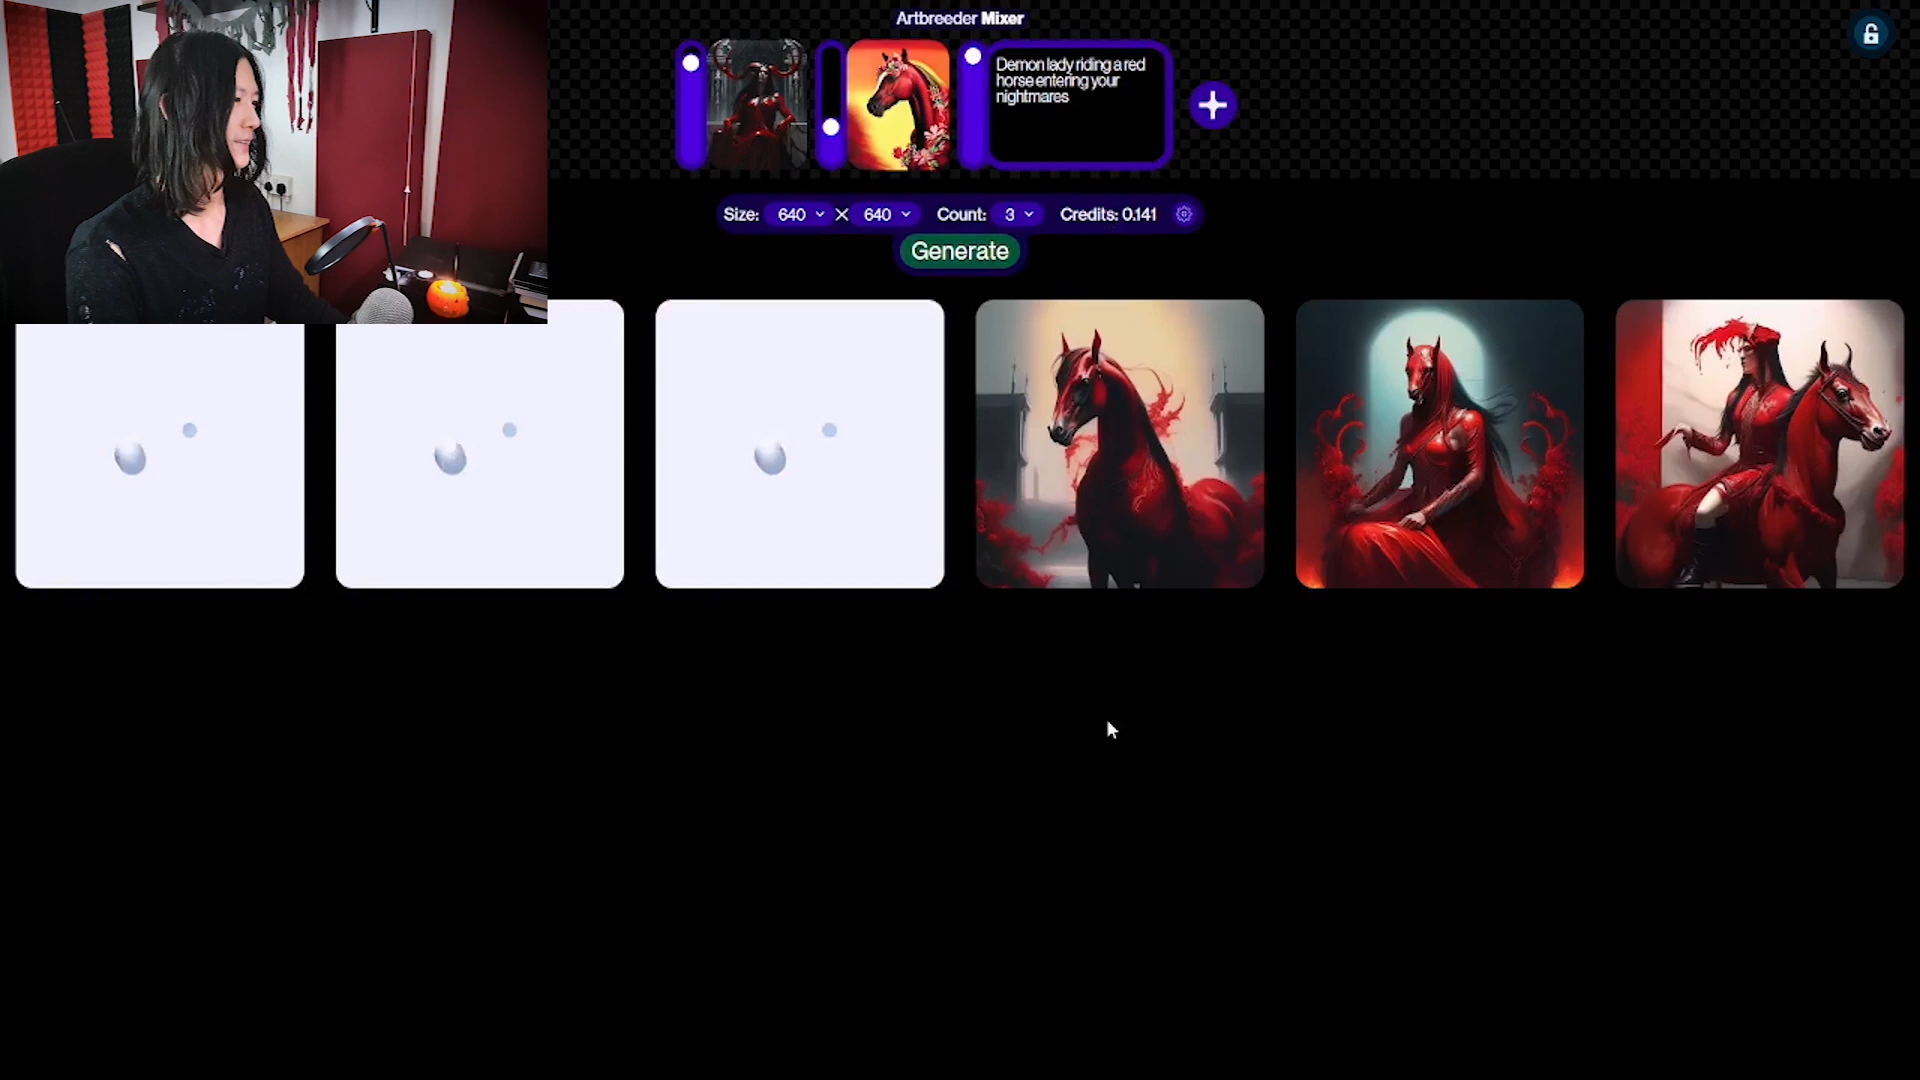 Artbreeder Mixer
Demon lady riding a red
horse entering your
nightmares
Size: 640 X 640 Count: 3 Credits: 0.141
Generate